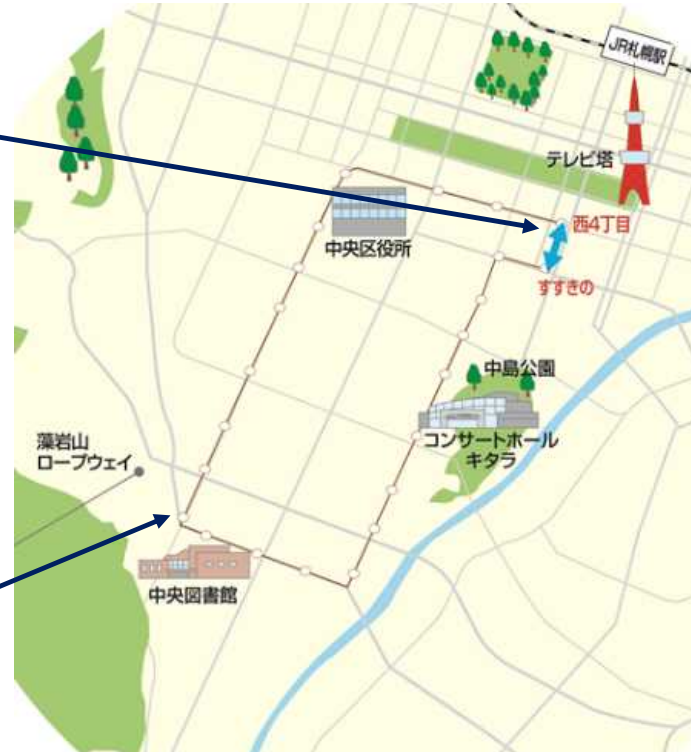 JR札幌駅
テレビ塔
西4丁目
中央区役所
すすきの
中島公園
コンサートホール
キタラ
藻岩山
ロープウェイ
中央図書館